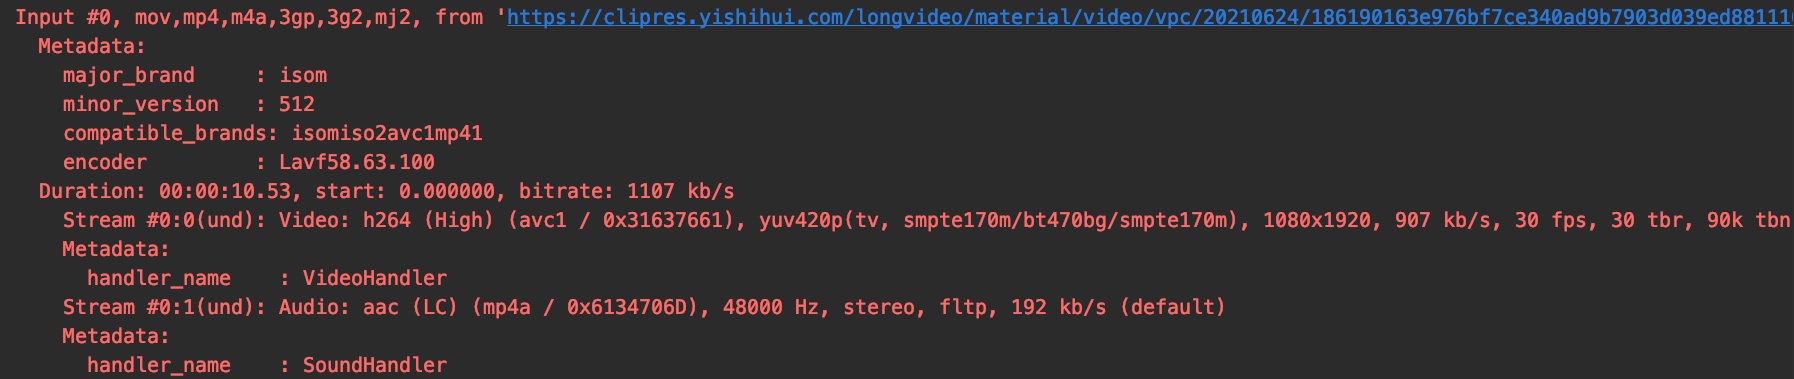 Input #0, mov,mp4,m4a,3gp,3g2,mj2, from 'https://clipres.yishihui.com/longvideo/material/video/vpc/20210624/186190163e976bf7ce340ad9b7903d039ed88111
  Metadata:
    major_brand     : isom
    minor_version   : 512
    compatible_brands: isomiso2avc1mp41
    encoder         : Lavf58.63.100
  Duration: 00:00:10.53, start: 0.000000, bitrate: 1107 kb/s
    Stream #0:0(und): Video: h264 (High) (avc1 / 0x31637661), yuv420p(tv, smpte170m/bt470bg/smpte170m), 1080x1920, 907 kb/s, 30 fps, 30 tbr, 90k tbn
    Metadata:
      handler_name    : VideoHandler
    Stream #0:1(und): Audio: aac (LC) (mp4a / 0x6134706D), 48000 Hz, stereo, fltp, 192 kb/s (default)
    Metadata:
      handler_name    : SoundHandler